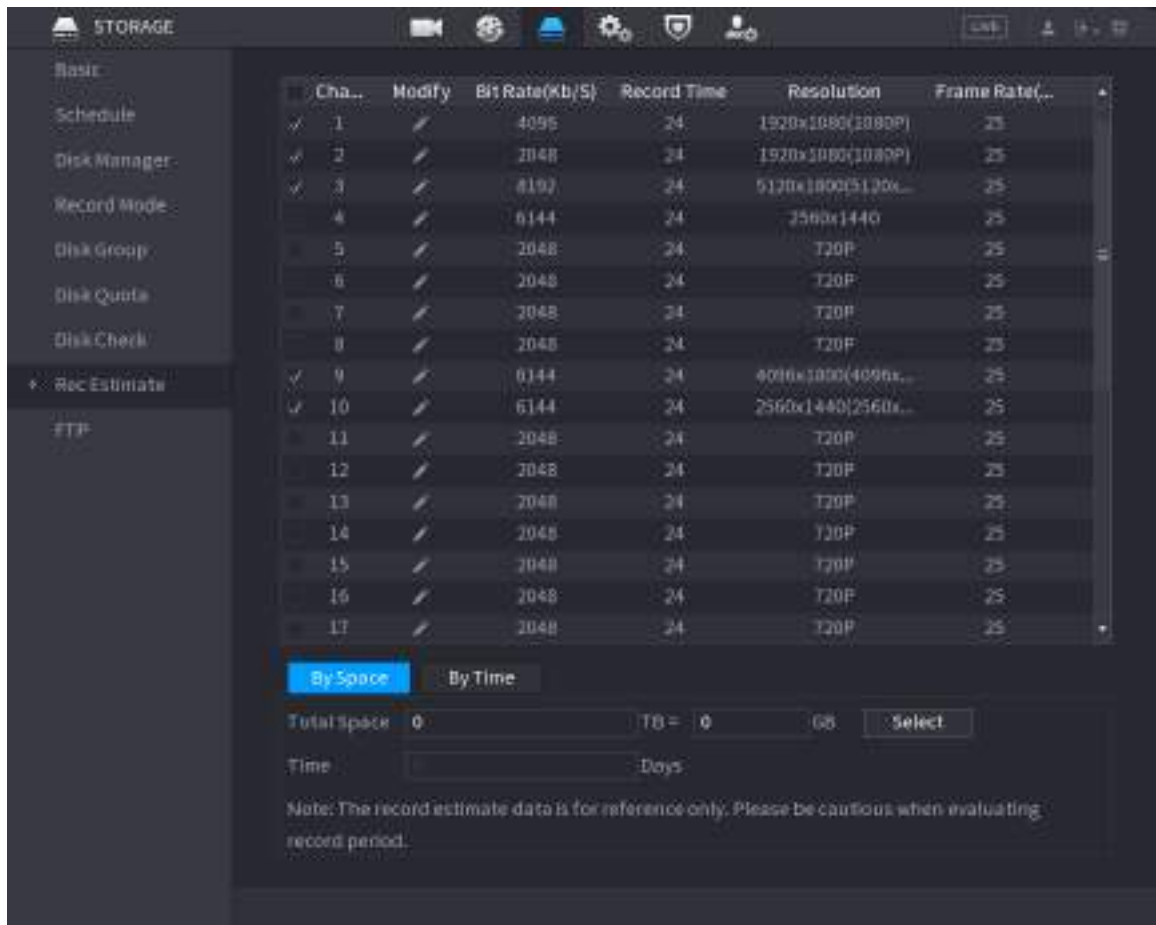 STORAGE LIVE
Basic
Schedule
Disk Manager
Record Mode
Disk Group
Disk Quota
Disk Check
Rec Estimate
FTP
Cha... Modify Bit Rate(Kb/S) Record Time Resolution Frame Rate(...
1 4096 24 1920x1080(1080P) 25
2 2048 24 1920x1080(1080P) 25
3 8192 24 5120x1800(5120x... 25
4 6144 24 2560x1440 25
5 2048 24 720P 25
6 2048 24 720P 25
7 2048 24 720P 25
8 2048 24 720P 25
9 6144 24 4096x1800(4096x... 25
10 6144 24 2560x1440(2560x... 25
11 2048 24 720P 25
12 2048 24 720P 25
13 2048 24 720P 25
14 2048 24 720P 25
15 2048 24 720P 25
16 2048 24 720P 25
17 2048 24 720P 25
By Space By Time
Total Space 0 TB = 0 GB Select
Time Days
Note: The record estimate data is for reference only. Please be cautious when evaluating
record period.